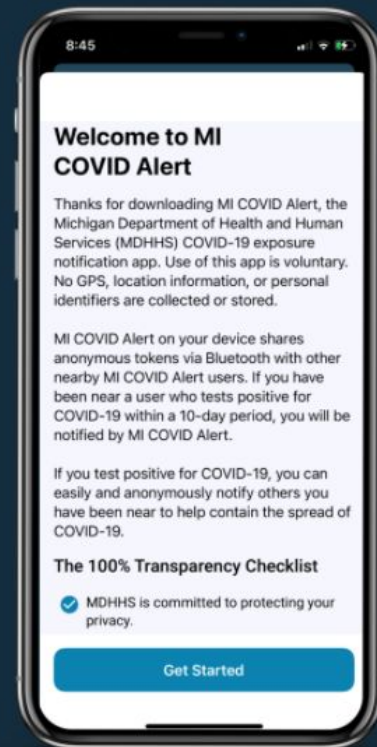 8:45
Welcome to MI
COVID Alert
Thanks for downloading MI COVID Alert, the
Michigan Department of Health and Human
Services (MDHHS) COVID-19 exposure
notification app. Use of this app is voluntary.
No GPS, location information, or personal
identifiers are collected or stored.
MI COVID Alert on your device shares
anonymous tokens via Bluetooth with other
nearby MI COVID Alert users. If you have
been near a user who tests positive for
COVID-19 within a 10-day period, you will be
notified by MI COVID Alert.
If you test positive for COVID-19, you can
easily and anonymously notify others you
have been near to help contain the spread of
COVID-19.
The 100% Transparency Checklist
MDHHS is committed to protecting your
privacy.
Get Started